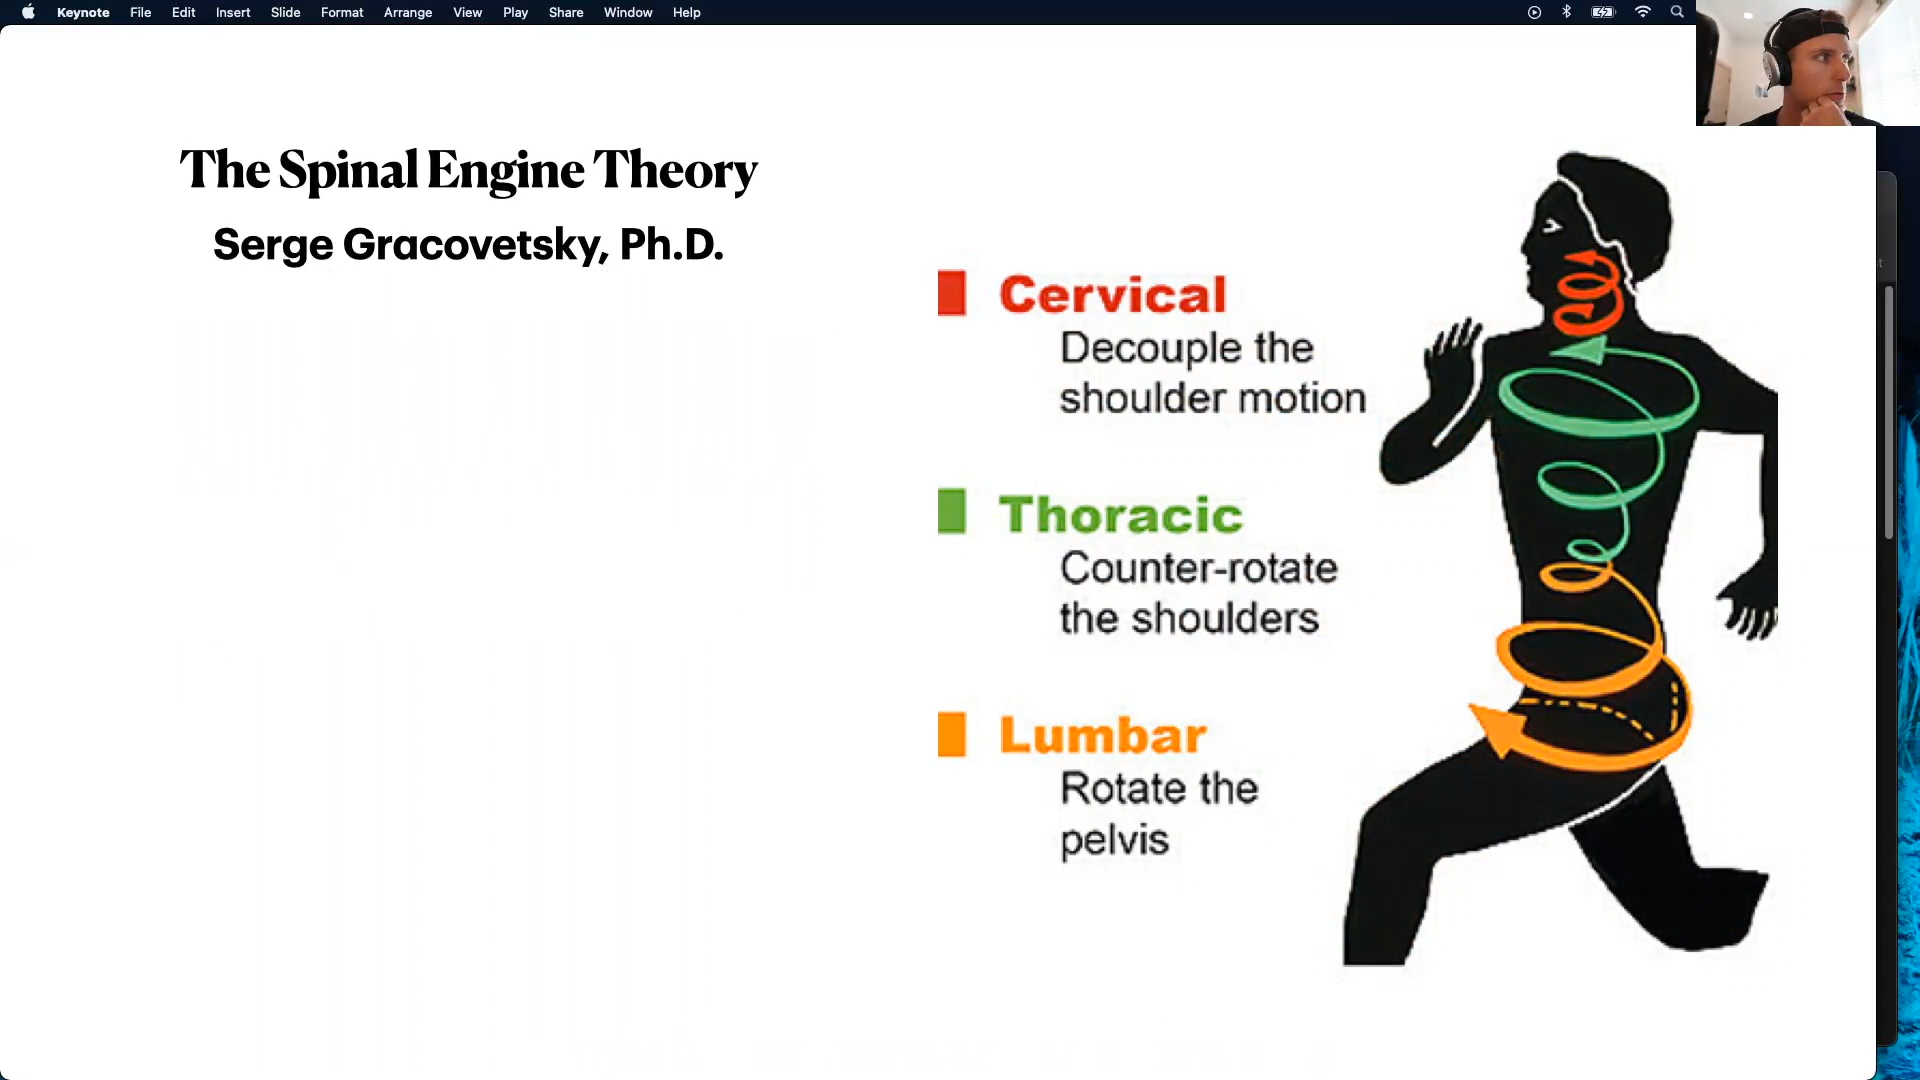 Keynote File Edit Insert Slide Format Arrange View Play Share Window Help
The Spinal Engine Theory
Serge Gracovetsky, Ph.D.
Cervical
Decouple the
shoulder motion
Thoracic
Counter-rotate
the shoulders
Lumbar
Rotate the
pelvis